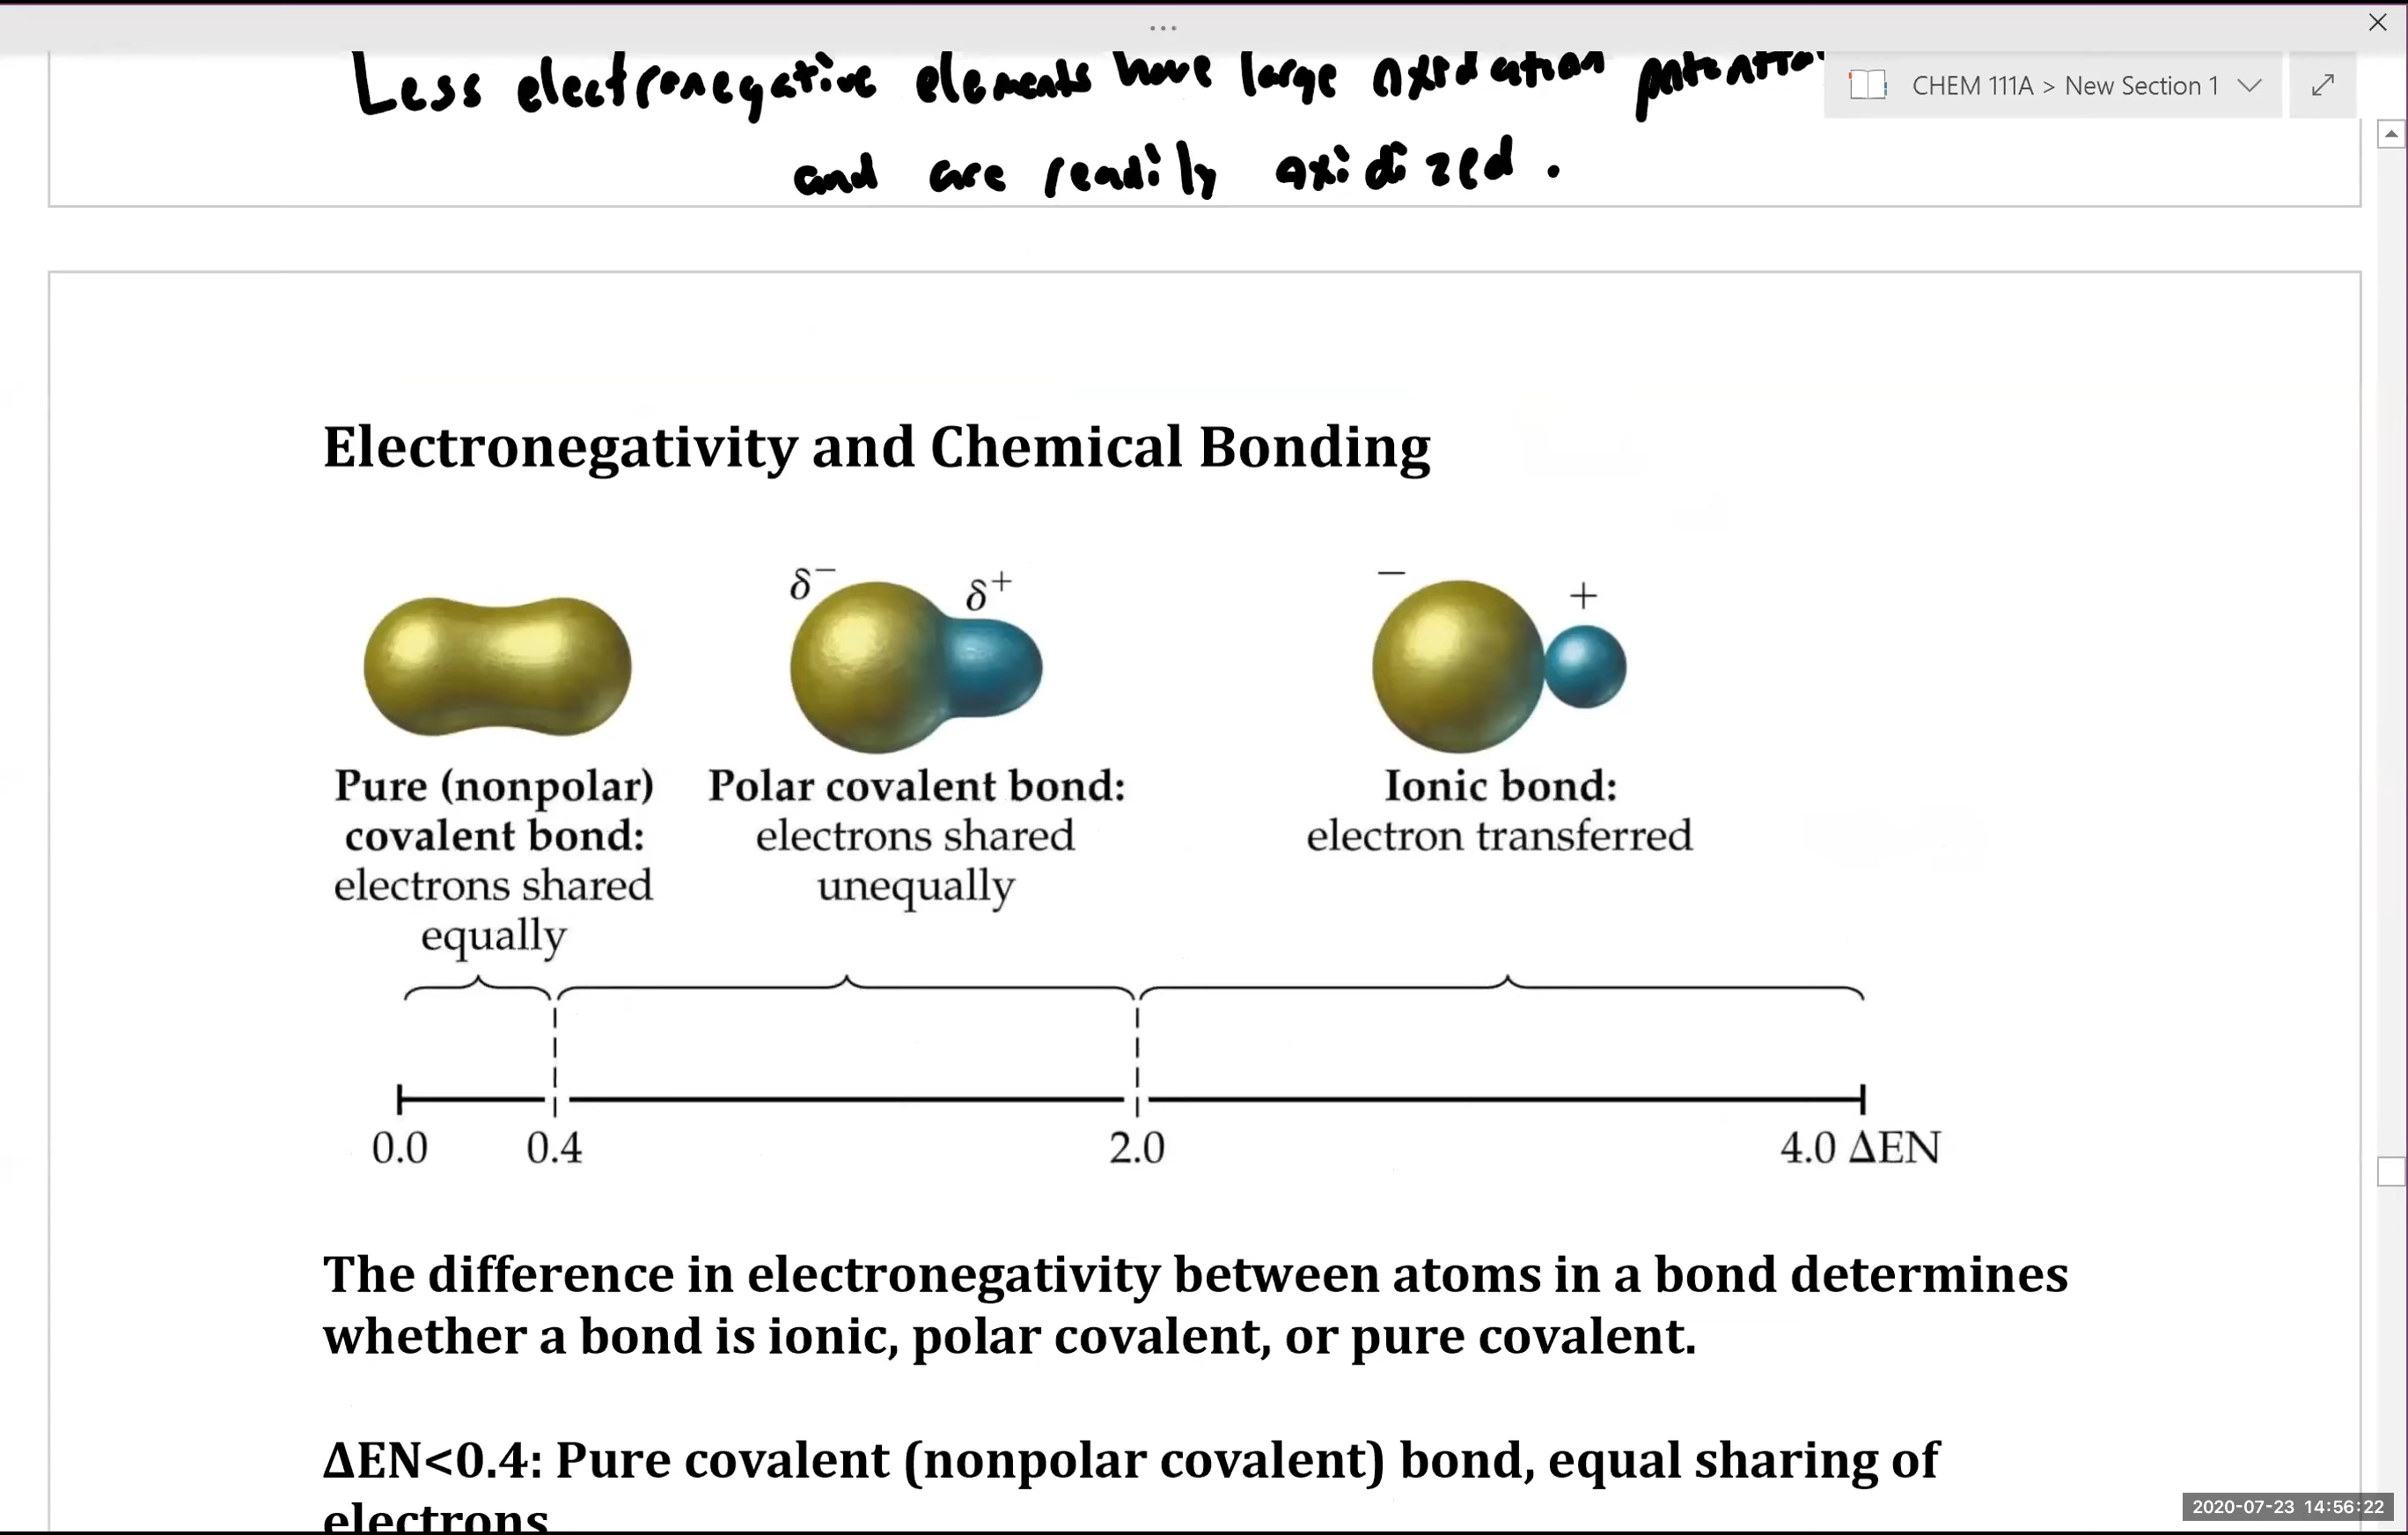 ...
Less electronegative elements have large oxidation
CHEM 111A > New Section 1
and are readily oxidized.
Electronegativity and Chemical Bonding
δ− δ+ − +
Pure (nonpolar) Polar covalent bond: Ionic bond:
covalent bond: electrons shared electron transferred
electrons shared unequally
equally
0.0 0.4 2.0 4.0 ΔEN
The difference in electronegativity between atoms in a bond determines
whether a bond is ionic, polar covalent, or pure covalent.
ΔEN<0.4: Pure covalent (nonpolar covalent) bond, equal sharing of
electrons
2020-07-23 14:56:22